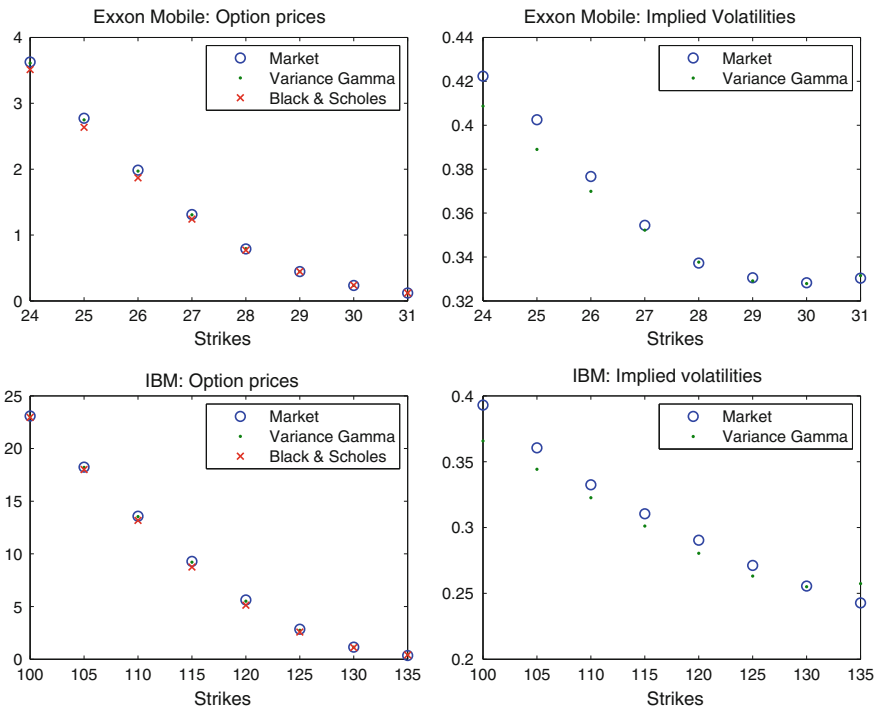 Exxon Mobile: Option prices
4
3
2
1
0
24 25 26 27 28 29 30 31
Strikes
Market
Variance Gamma
Black & Scholes
Exxon Mobile: Implied Volatilities
0.44
0.42
0.4
0.38
0.36
0.34
0.32
24 25 26 27 28 29 30 31
Strikes
Market
Variance Gamma
IBM: Option prices
25
20
15
10
5
0
100 105 110 115 120 125 130 135
Strikes
Market
Variance Gamma
Black & Scholes
IBM: Implied volatilities
0.4
0.35
0.3
0.25
0.2
100 105 110 115 120 125 130 135
Strikes
Market
Variance Gamma